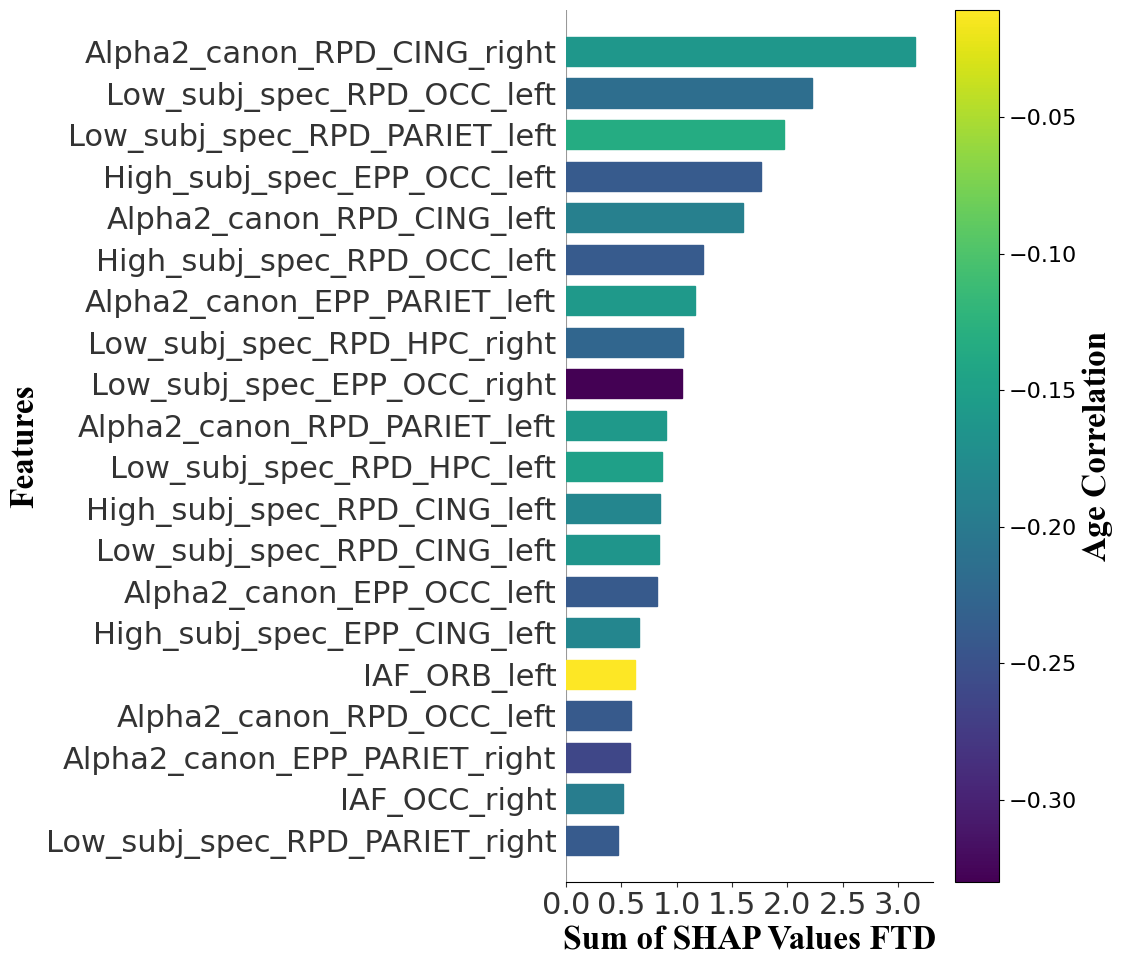 Alpha2_canon_RPD_CING_right
Low_subj_spec_RPD_OCC_left
Low_subj_spec_RPD_PARIET_left
High_subj_spec_EPP_OCC_left
Alpha2_canon_RPD_CING_left
High_subj_spec_RPD_OCC_left
Alpha2_canon_EPP_PARIET_left
Low_subj_spec_RPD_HPC_right
Low_subj_spec_EPP_OCC_right
Alpha2_canon_RPD_PARIET_left
Low_subj_spec_RPD_HPC_left
High_subj_spec_RPD_CING_left
Low_subj_spec_RPD_CING_left
Alpha2_canon_EPP_OCC_left
High_subj_spec_EPP_CING_left
IAF_ORB_left
Alpha2_canon_RPD_OCC_left
Alpha2_canon_EPP_PARIET_right
IAF_OCC_right
Low_subj_spec_RPD_PARIET_right
Features
0.0 0.5 1.0 1.5 2.0 2.5 3.0
Sum of SHAP Values FTD
−0.05
−0.10
−0.15
−0.20
−0.25
−0.30
Age Correlation